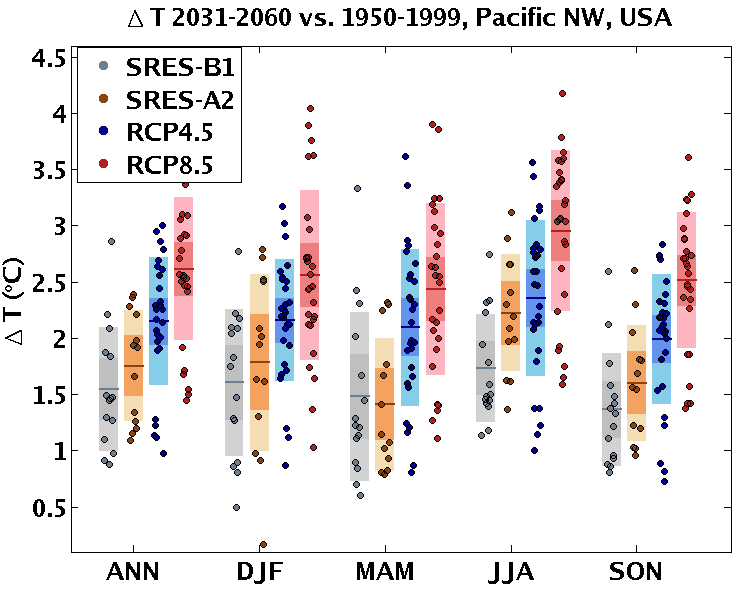 Δ T 2031-2060 vs. 1950-1999, Pacific NW, USA
4.5
4
3.5
3
2.5
2
1.5
1
0.5
Δ T (°C)
SRES-B1
SRES-A2
RCP4.5
RCP8.5
ANN DJF MAM JJA SON